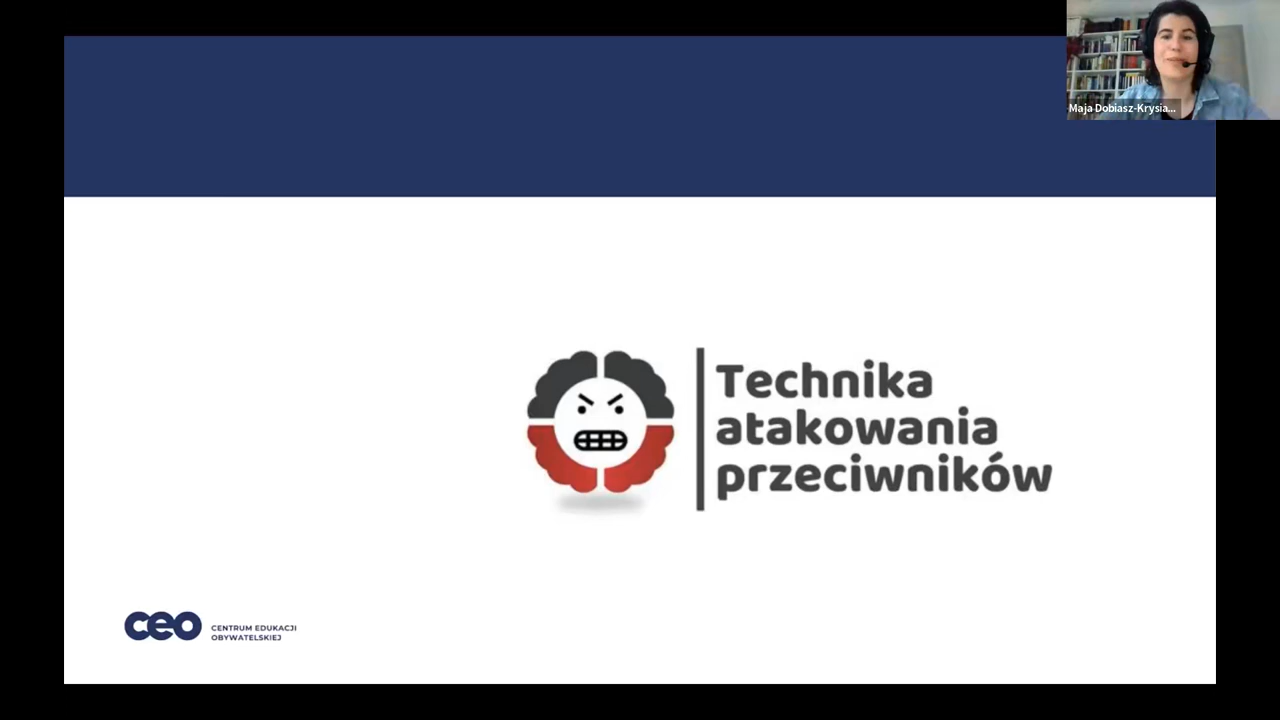 Maja Dobiasz-Krysia...
Technika
atakowania
przeciwników
ceo
CENTRUM EDUKACJI
OBYWATELSKIEJ